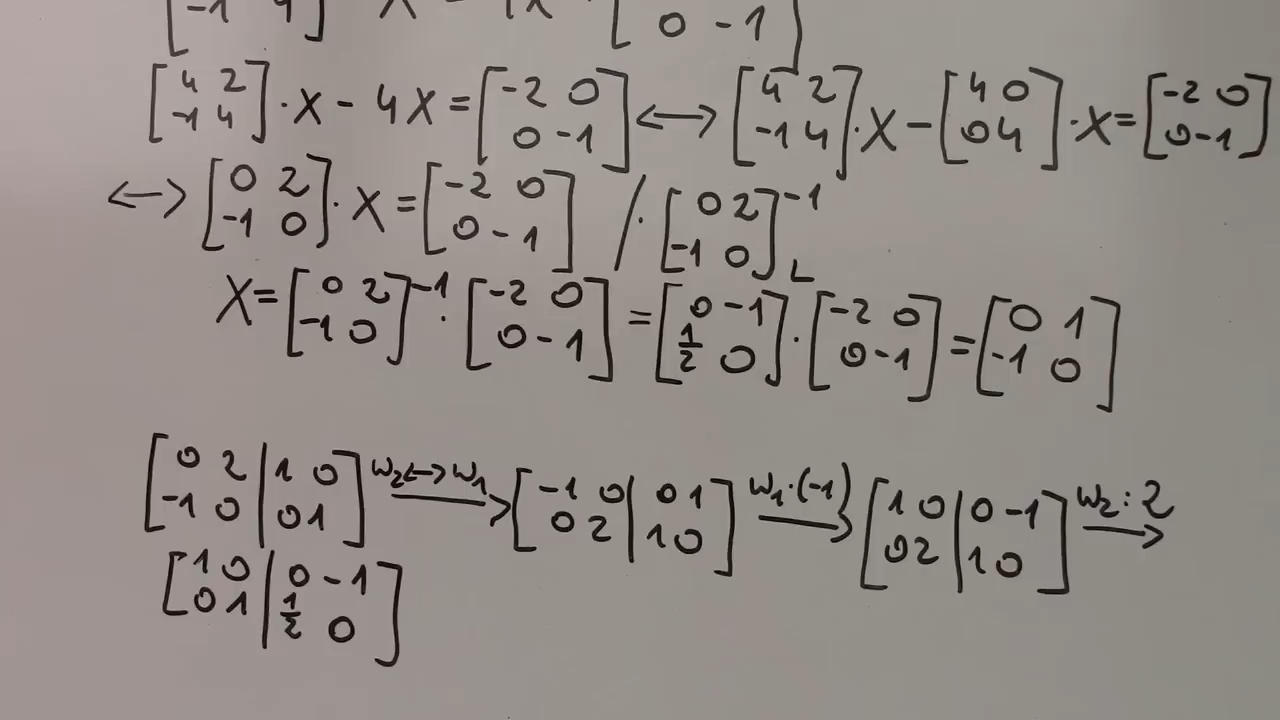 [-1 4] X [0 -1]
[4 2; -1 4] · X - 4X = [-2 0; 0 -1] ⟷ [4 2; -1 4] · X - [4 0; 0 4] · X = [-2 0; 0 -1]
⟷ [0 2; -1 0] · X = [-2 0; 0 -1] / · [0 2; -1 0]⁻¹ L
X = [0 2; -1 0]⁻¹ · [-2 0; 0 -1] = [0 -1; 1/2 0] · [-2 0; 0 -1] = [0 1; -1 0]
[0 2 | 1 0; -1 0 | 0 1] w₂↔w₁ → [-1 0 | 0 1; 0 2 | 1 0] w₁·(-1) → [1 0 | 0 -1; 0 2 | 1 0] w₂:2 →
[1 0 | 0 -1; 0 1 | 1/2 0]